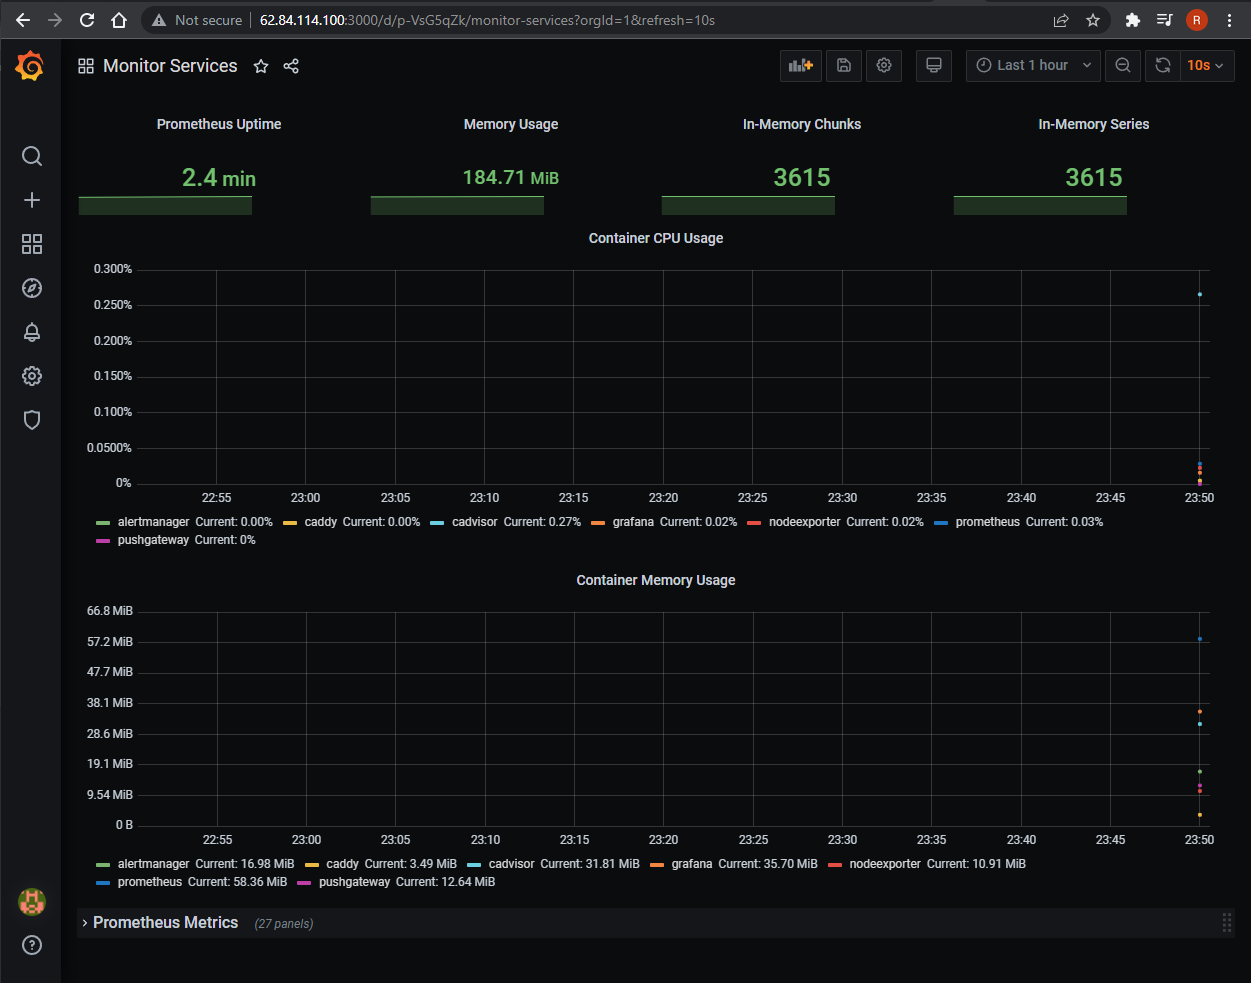 Not secure | 62.84.114.100:3000/d/p-VsG5qZk/monitor-services?orgId=1&refresh=10s
R
Monitor Services
Last 1 hour
10s
Prometheus Uptime
Memory Usage
In-Memory Chunks
In-Memory Series
2.4 min
184.71 MiB
3615
3615
Container CPU Usage
0.300%
0.250%
0.200%
0.150%
0.100%
0.0500%
0%
22:55 23:00 23:05 23:10 23:15 23:20 23:25 23:30 23:35 23:40 23:45 23:50
alertmanager Current: 0.00% caddy Current: 0.00% cadvisor Current: 0.27% grafana Current: 0.02% nodeexporter Current: 0.02% prometheus Current: 0.03%
pushgateway Current: 0%
Container Memory Usage
66.8 MiB
57.2 MiB
47.7 MiB
38.1 MiB
28.6 MiB
19.1 MiB
9.54 MiB
0 B
22:55 23:00 23:05 23:10 23:15 23:20 23:25 23:30 23:35 23:40 23:45 23:50
alertmanager Current: 16.98 MiB caddy Current: 3.49 MiB cadvisor Current: 31.81 MiB grafana Current: 35.70 MiB nodeexporter Current: 10.91 MiB
prometheus Current: 58.36 MiB pushgateway Current: 12.64 MiB
Prometheus Metrics (27 panels)